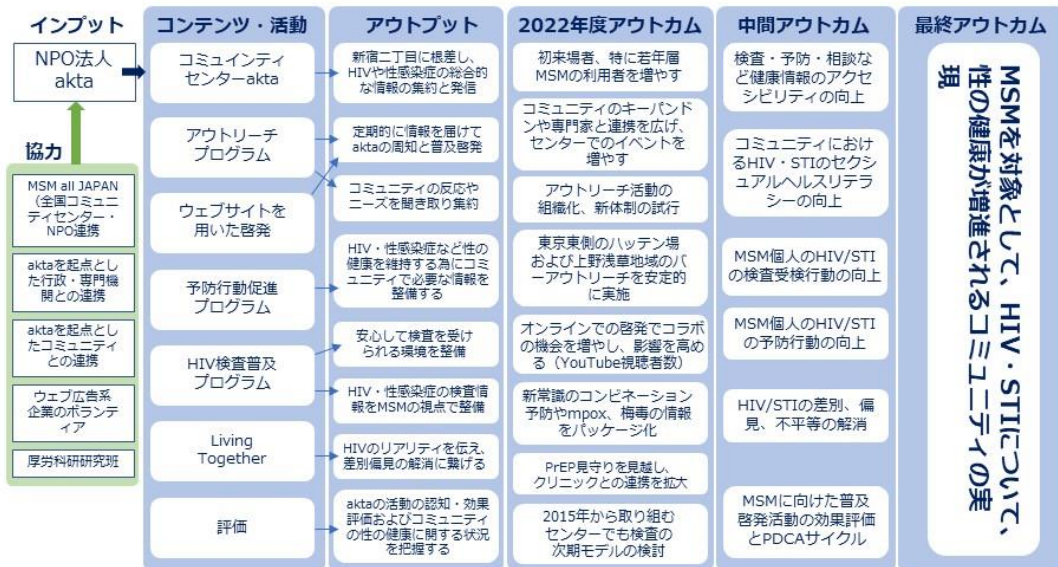 インプット
NPO法人
akta
協力
MSM all JAPAN
（全国コミュニ
ティセンター・
NPO連携
aktaを起点とし
た行政・専門機
関との連携
aktaを起点とし
たコミュニティ
との連携
ウェブ広告系
企業のボランテ
ィア
厚労科研研究班
コンテンツ・活動
コミュインティ
センターakta
アウトリーチ
プログラム
ウェブサイトを
用いた啓発
予防行動促進
プログラム
HIV検査普及
プログラム
Living
Together
評価
アウトプット
新宿二丁目に根差し、
HIVや性感染症の総合的
な情報の集約と発信
定期的に情報を届けて
aktaの周知と普及啓発
コミュニティの反応や
ニーズを聞き取り集約
HIV・性感染症など性の
健康を維持する為にコミ
ュニティで必要な情報を
整備する
安心して検査を受け
られる環境を整備
HIV・性感染症の検査情
報をMSMの視点で整備
HIVのリアリティを伝え、
差別偏見の解消に繋げる
aktaの活動の認知・効果
評価およびコミュニティ
の性の健康に関する状況
を把握する
2022年度アウトカム
初来場者、特に若年層
MSMの利用者を増やす
コミュニティのキーパンドン
や専門家と連携を広げ、
センターでのイベントを
増やす
アウトリーチ活動の
組織化、新体制の試行
東京東側のハッテン場
および上野浅草地域のバ
ーアウトリーチを安定的
に実施
オンラインでの啓発でコラボ
の機会を増やし、影響を高め
る（YouTube視聴者数）
新常識のコンビネーション
予防やmpox、梅毒の情報
をパッケージ化
PrEP見守りを見越し、
クリニックとの連携を拡大
2015年から取り組む
センターでも検査の
次期モデルの検討
中間アウトカム
検査・予防・相談な
ど健康情報のアクセ
シビリティの向上
コミュニティにおけ
るHIV・STIのセクシ
ュアルヘルスリテラ
シーの向上
MSM個人のHIV/STI
の検査受検行動の向上
MSM個人のHIV/STI
の予防行動の向上
HIV/STIの差別、偏
見、不平等の解消
MSMに向けた普及
啓発活動の効果評価
とPDCAサイクル
最終アウトカム
MSMを対象として、HIV・STIについて、
性の健康が増進されるコミュニティの実
現